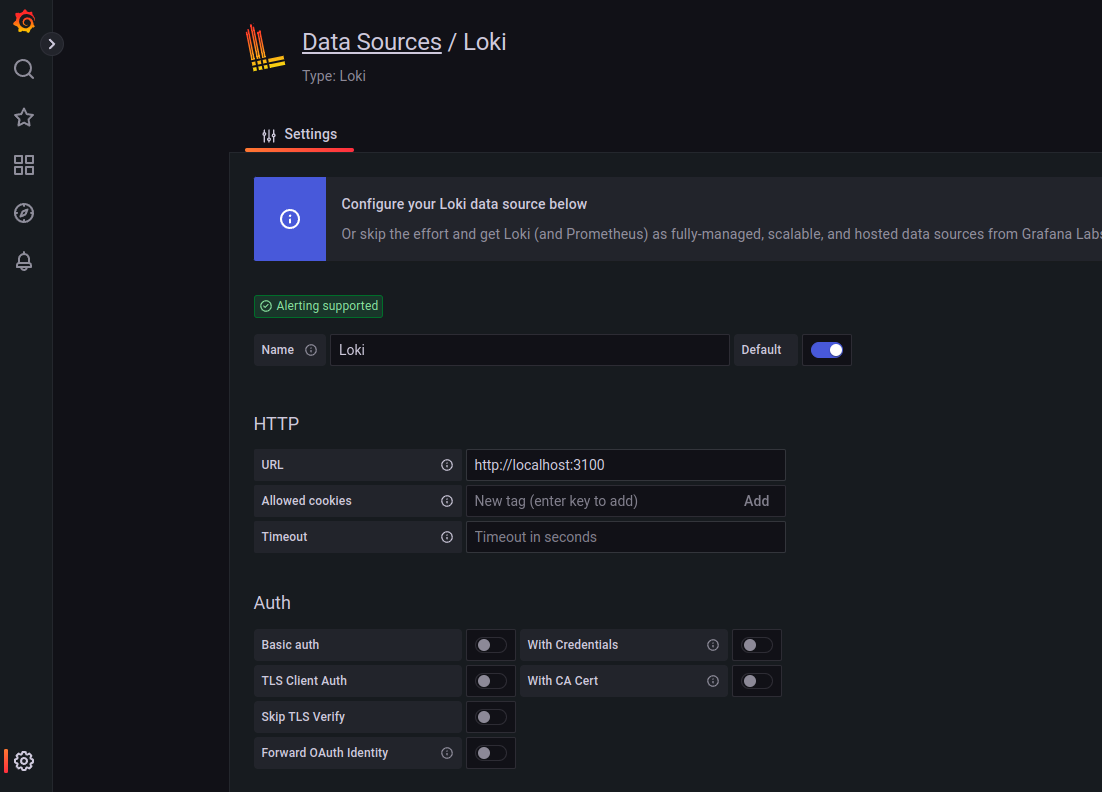 Data Sources / Loki
Type: Loki
Settings
Configure your Loki data source below
Or skip the effort and get Loki (and Prometheus) as fully-managed, scalable, and hosted data sources from Grafana Labs
Alerting supported
Name Loki Default
HTTP
URL http://localhost:3100
Allowed cookies New tag (enter key to add) Add
Timeout Timeout in seconds
Auth
Basic auth With Credentials
TLS Client Auth With CA Cert
Skip TLS Verify
Forward OAuth Identity